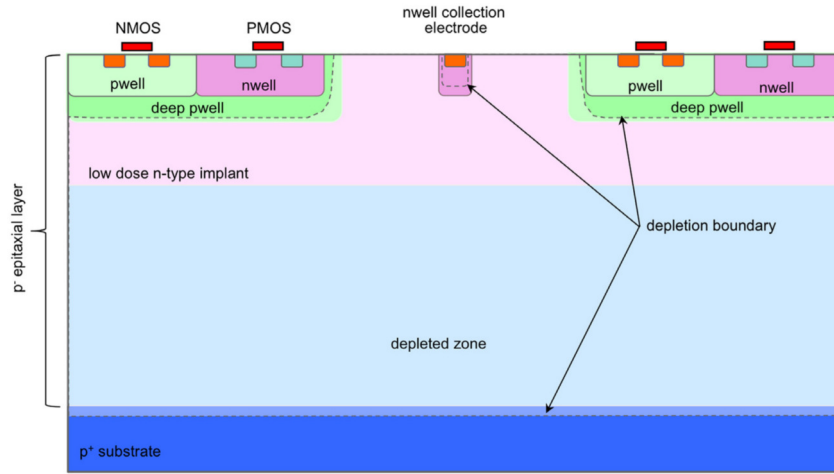 nwell collection
electrode
NMOS
PMOS
pwell
nwell
deep pwell
pwell
nwell
deep pwell
low dose n-type implant
p- epitaxial layer
depletion boundary
depleted zone
p+ substrate